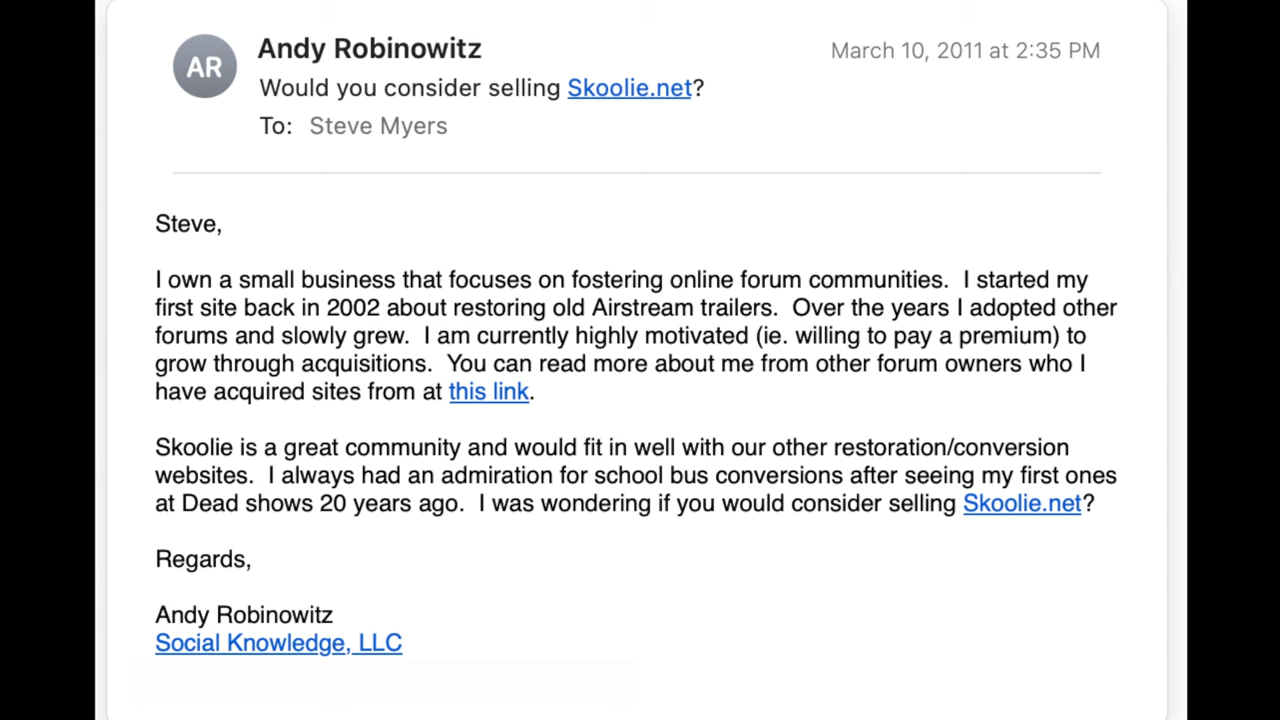 AR
Andy Robinowitz
March 10, 2011 at 2:35 PM
Would you consider selling Skoolie.net?
To: Steve Myers
Steve,
I own a small business that focuses on fostering online forum communities.  I started my
first site back in 2002 about restoring old Airstream trailers.  Over the years I adopted other
forums and slowly grew.  I am currently highly motivated (ie. willing to pay a premium) to
grow through acquisitions.  You can read more about me from other forum owners who I
have acquired sites from at this link.
Skoolie is a great community and would fit in well with our other restoration/conversion
websites.  I always had an admiration for school bus conversions after seeing my first ones
at Dead shows 20 years ago.  I was wondering if you would consider selling Skoolie.net?
Regards,
Andy Robinowitz
Social Knowledge, LLC